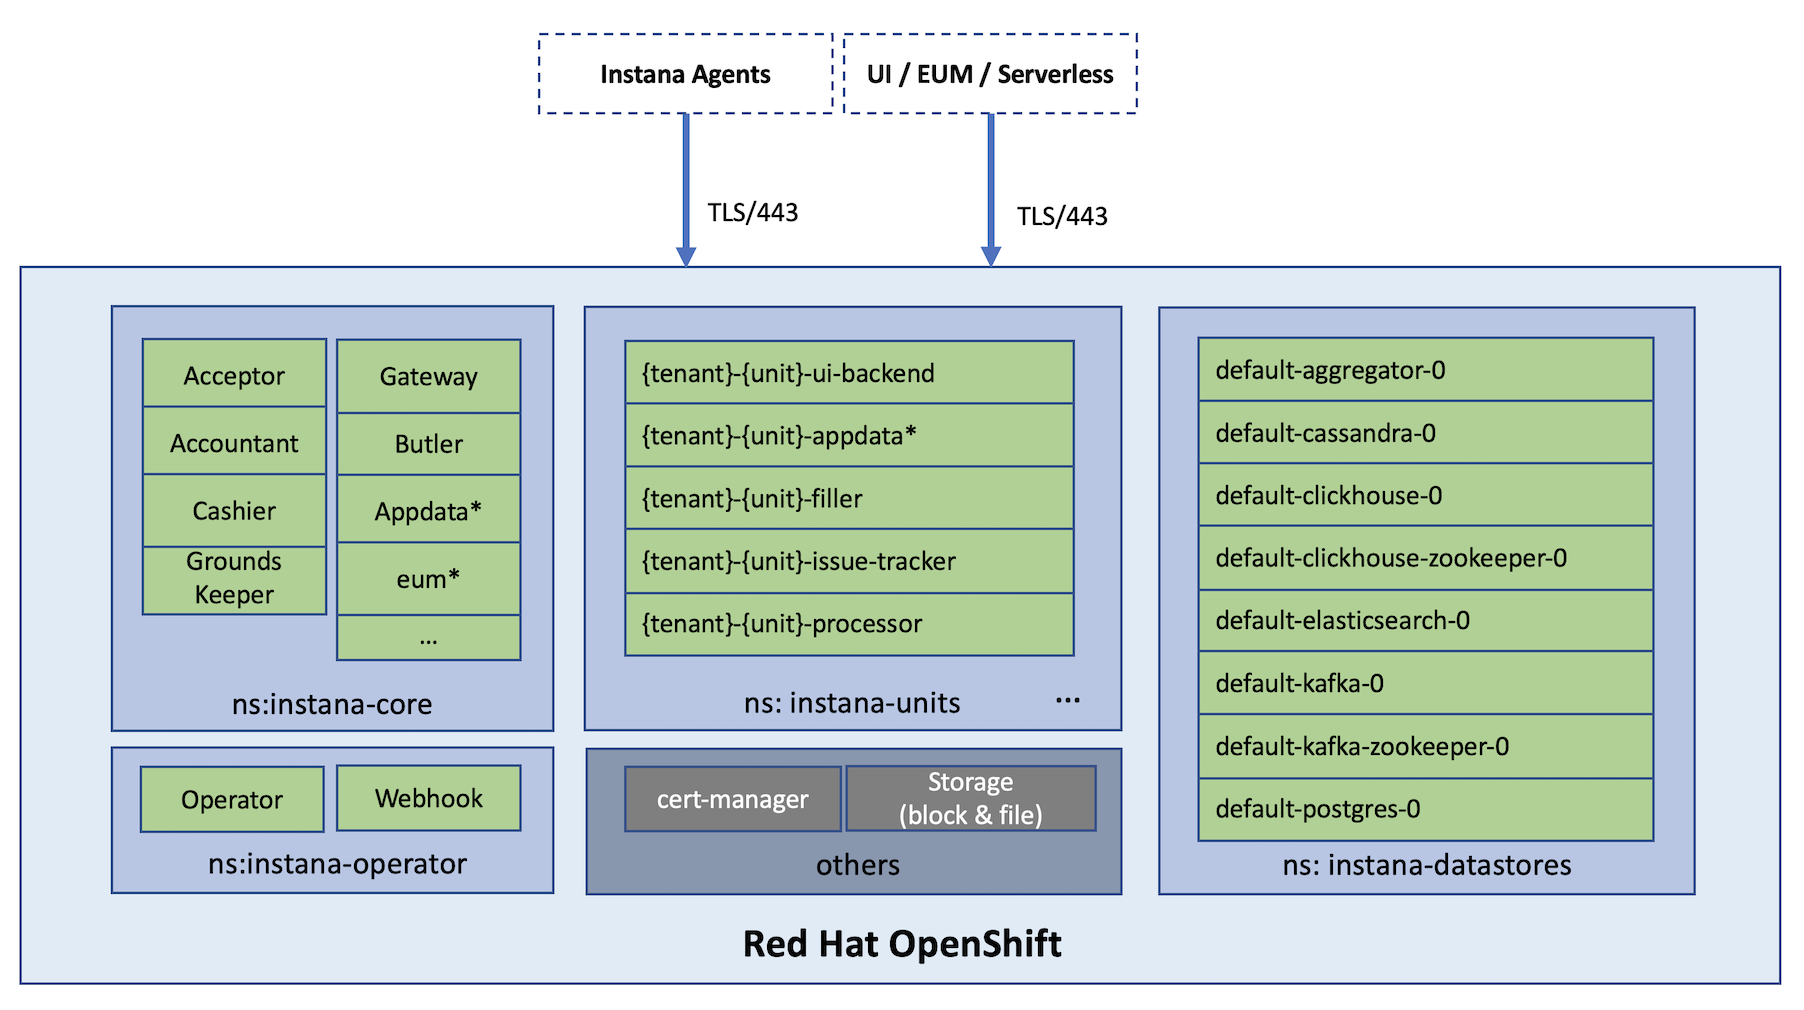 Instana Agents
UI / EUM / Serverless
TLS/443
TLS/443
Acceptor
Accountant
Cashier
Grounds
Keeper
Gateway
Butler
Appdata*
eum*
...
ns:instana-core
{tenant}-{unit}-ui-backend
{tenant}-{unit}-appdata*
{tenant}-{unit}-filler
{tenant}-{unit}-issue-tracker
{tenant}-{unit}-processor
ns: instana-units
...
default-aggregator-0
default-cassandra-0
default-clickhouse-0
default-clickhouse-zookeeper-0
default-elasticsearch-0
default-kafka-0
default-kafka-zookeeper-0
default-postgres-0
ns: instana-datastores
Operator
Webhook
ns:instana-operator
cert-manager
Storage
(block & file)
others
Red Hat OpenShift